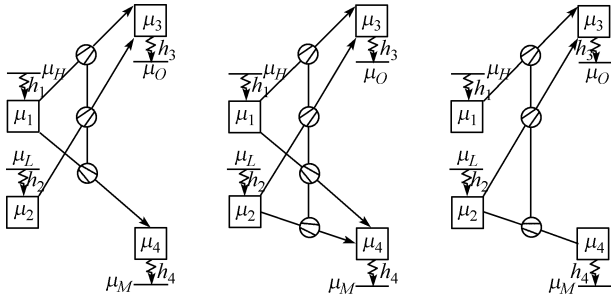 μ3 μ3 μ3
h3 h3 h3
μH μO μH μO μH μO
h1 h1 h1
μ1 μ1 μ1
μL μL μL
h2 h2 h2
μ2 μ2 μ2
μ4 μ4 μ4
h4 h4 h4
μM μM μM